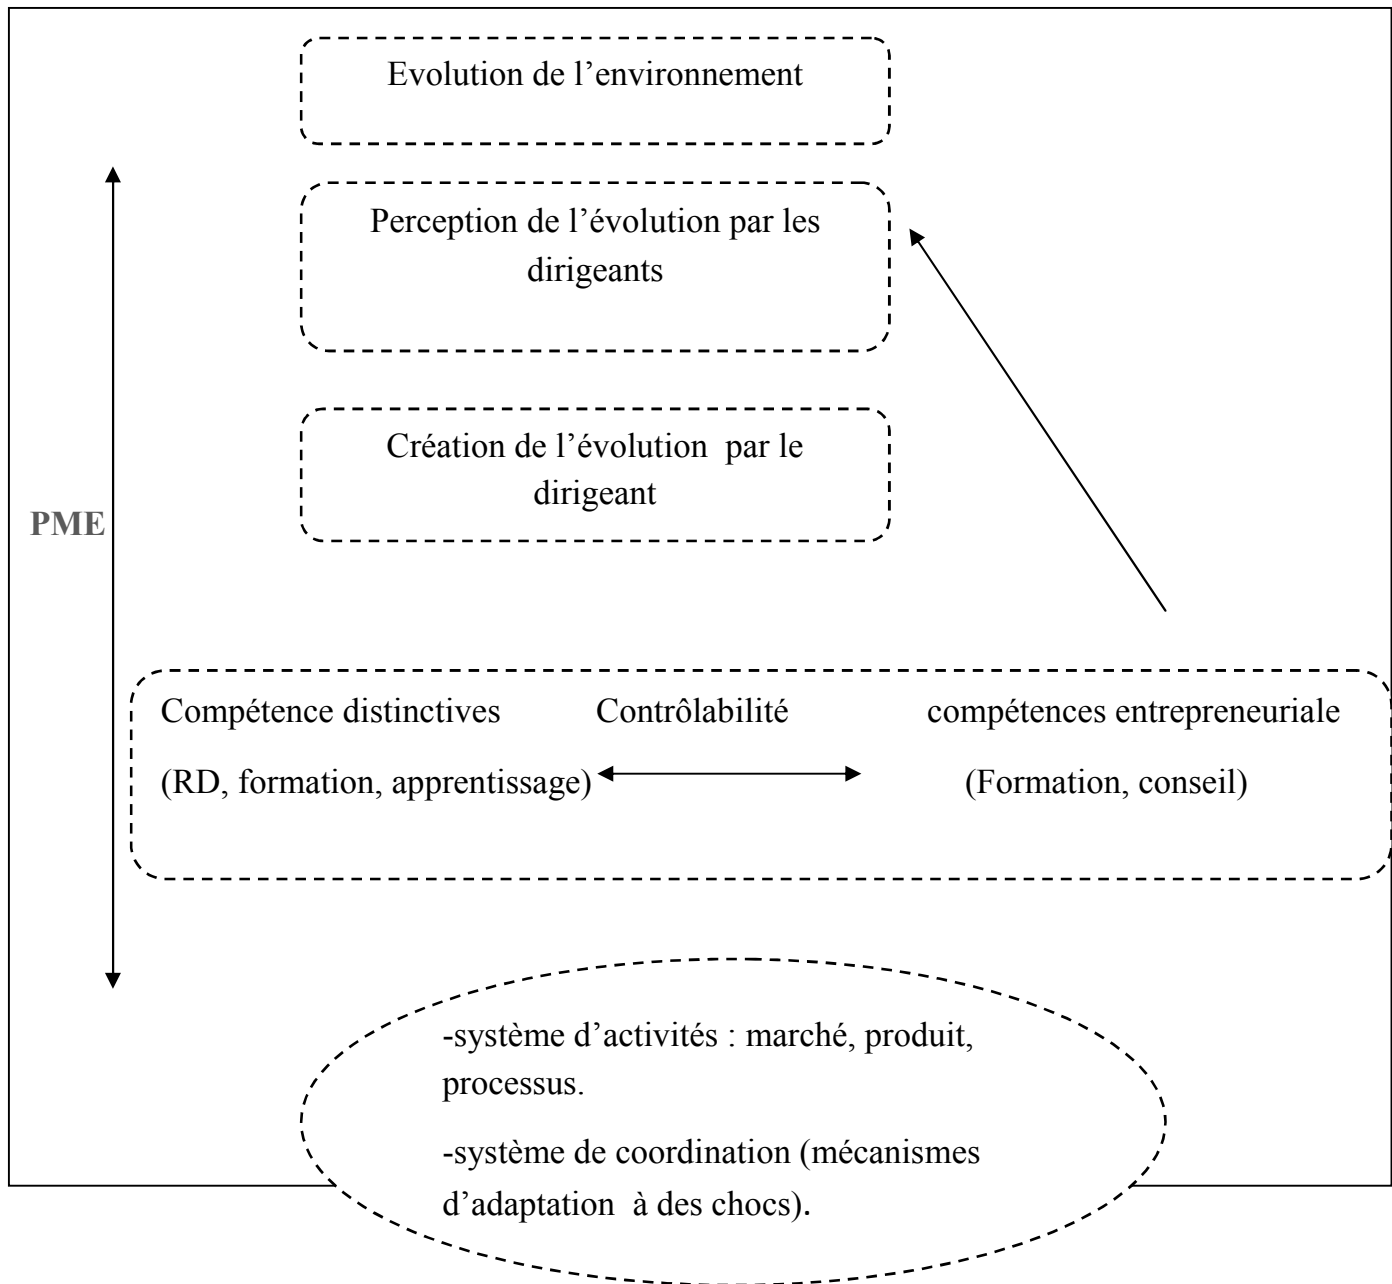 Evolution de l’environnement
Perception de l’évolution par les
dirigeants
Création de l’évolution  par le
dirigeant
PME
Compétence distinctives
Contrôlabilité
compétences entrepreneuriale
(RD, formation, apprentissage)
(Formation, conseil)
-système d’activités : marché, produit,
processus.
-système de coordination (mécanismes
d’adaptation  à des chocs).